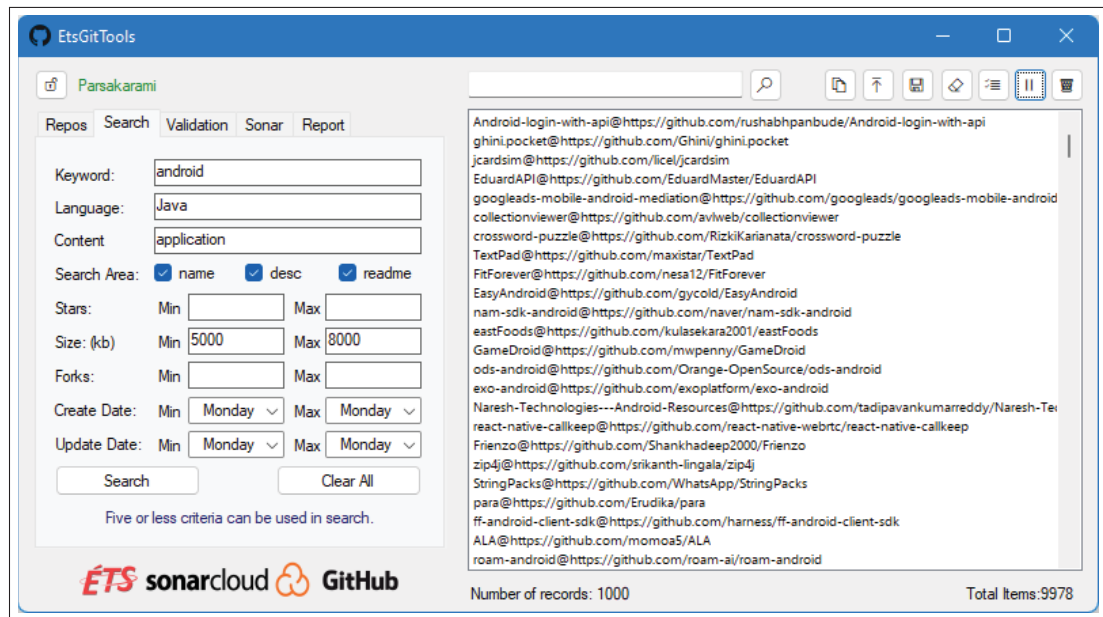 EtsGitTools
Parsakarami
Repos Search Validation Sonar Report
Keyword: android
Language: Java
Content application
Search Area: name desc readme
Stars: Min Max
Size: (kb) Min 5000 Max 8000
Forks: Min Max
Create Date: Min Monday Max Monday
Update Date: Min Monday Max Monday
Search Clear All
Five or less criteria can be used in search.
ÉTS sonarcloud GitHub
Android-login-with-api@https://github.com/rushabhpanbude/Android-login-with-api
ghini.pocket@https://github.com/Ghini/ghini.pocket
jcardsim@https://github.com/licel/jcardsim
EduardAPI@https://github.com/EduardMaster/EduardAPI
googleads-mobile-android-mediation@https://github.com/googleads/googleads-mobile-android
collectionviewer@https://github.com/avlweb/collectionviewer
crossword-puzzle@https://github.com/RizkiKarianata/crossword-puzzle
TextPad@https://github.com/maxistar/TextPad
FitForever@https://github.com/nesa12/FitForever
EasyAndroid@https://github.com/gycold/EasyAndroid
nam-sdk-android@https://github.com/naver/nam-sdk-android
eastFoods@https://github.com/kulasekara2001/eastFoods
GameDroid@https://github.com/mwpenny/GameDroid
ods-android@https://github.com/Orange-OpenSource/ods-android
exo-android@https://github.com/exoplatform/exo-android
Naresh-Technologies---Android-Resources@https://github.com/tadipavankumarreddy/Naresh-Tec
react-native-callkeep@https://github.com/react-native-webrtc/react-native-callkeep
Frienzo@https://github.com/Shankhadeep2000/Frienzo
zip4j@https://github.com/srikanth-lingala/zip4j
StringPacks@https://github.com/WhatsApp/StringPacks
para@https://github.com/Erudika/para
ff-android-client-sdk@https://github.com/harness/ff-android-client-sdk
ALA@https://github.com/momoa5/ALA
roam-android@https://github.com/roam-ai/roam-android
Number of records: 1000 Total Items:9978